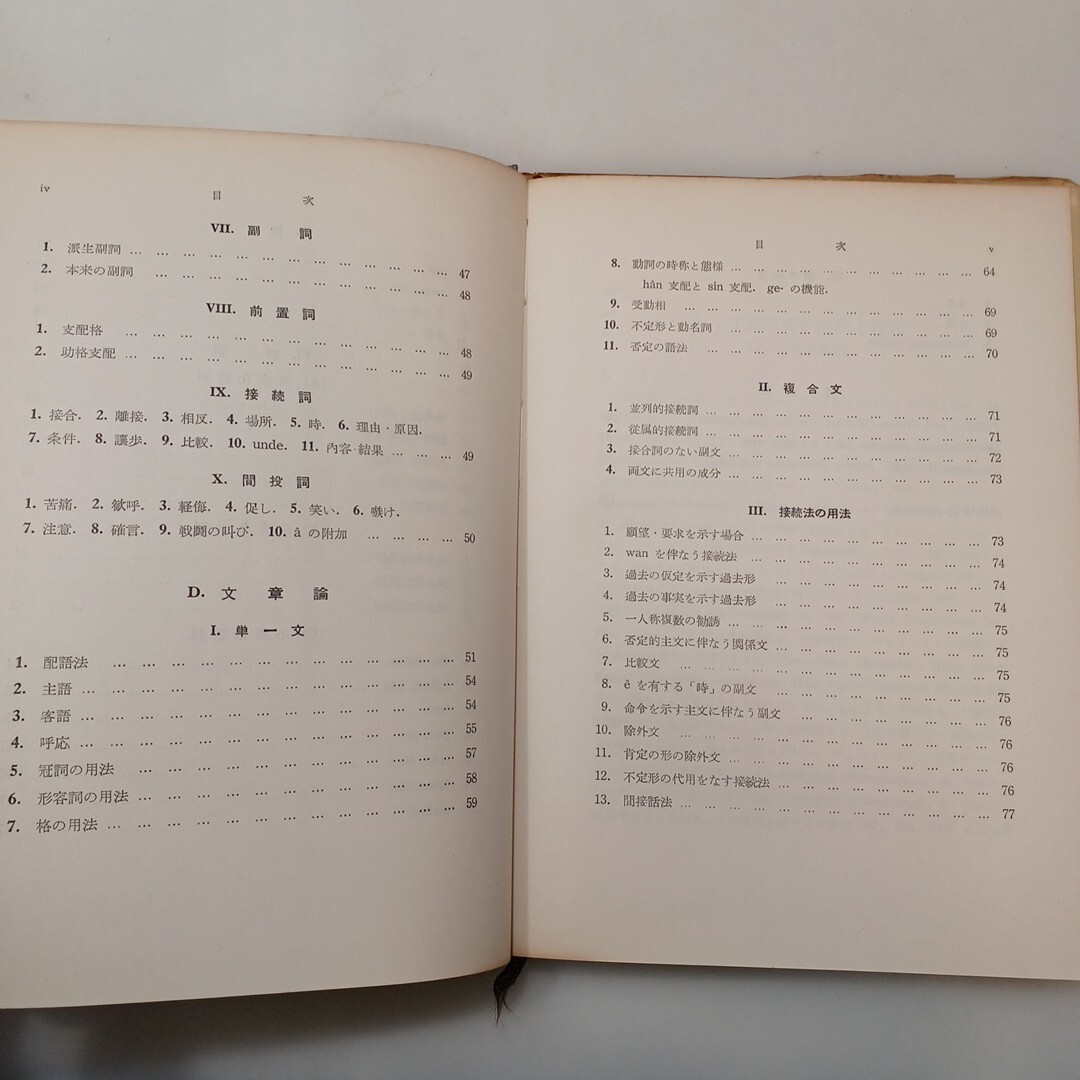 iv
目 次
VII. 副 詞
1. 派生副詞 … … … … … … … … … … … … 47
2. 本来の副詞 … … … … … … … … … … … 48
VIII. 前 置 詞
1. 支配格 … … … … … … … … … … … … 48
2. 助格支配 … … … … … … … … … … … … 49
IX. 接 続 詞
1. 接合. 2. 離接. 3. 相反. 4. 場所. 5. 時. 6. 理由・原因.
7. 条件. 8. 讓歩. 9. 比較. 10. unde. 11. 內容・結果 … … … 49
X. 間 投 詞
1. 苦痛. 2. 歓呼. 3. 軽侮. 4. 促し. 5. 笑い. 6. 嗾け.
7. 注意. 8. 確言. 9. 戦闘の叫び. 10. â の附加 … … … … 50
D. 文 章 論
I. 単 一 文
1. 配語法 … … … … … … … … … … … … … 51
2. 主語 … … … … … … … … … … … … … … 54
3. 客語 … … … … … … … … … … … … … … 54
4. 呼応 … … … … … … … … … … … … … … 55
5. 冠詞の用法 … … … … … … … … … … … … 57
6. 形容詞の用法 … … … … … … … … … … … … 58
7. 格の用法 … … … … … … … … … … … … … 59
目 次
v
8. 動詞の時称と態様 … … … … … … … … … … 64
hân 支配と sin 支配. ge- の機能.
9. 受動相 … … … … … … … … … … … … 69
10. 不定形と動名詞 … … … … … … … … … … 69
11. 否定の語法 … … … … … … … … … … … 70
II. 複 合 文
1. 並列的接続詞 … … … … … … … … … … … 71
2. 従属的接続詞 … … … … … … … … … … … 71
3. 接合詞のない副文 … … … … … … … … … … 72
4. 両文に共用の成分 … … … … … … … … … … 73
III. 接続法の用法
1. 願望・要求を示す場合 … … … … … … … … … 73
2. wan を伴なう接続法 … … … … … … … … … … 74
3. 過去の仮定を示す過去形 … … … … … … … … … 74
4. 過去の事実を示す過去形 … … … … … … … … … 74
5. 一人称複数の勧誘 … … … … … … … … … … 75
6. 否定的主文に伴なう関係文 … … … … … … … … 75
7. 比較文 … … … … … … … … … … … … 75
8. ê を有する「時」の副文 … … … … … … … … … 75
9. 命令を示す主文に伴なう副文 … … … … … … … … 76
10. 除外文 … … … … … … … … … … … … 76
11. 肯定の形の除外文 … … … … … … … … … … 76
12. 不定形の代用をなす接続法 … … … … … … … … 76
13. 間接話法 … … … … … … … … … … … … 77